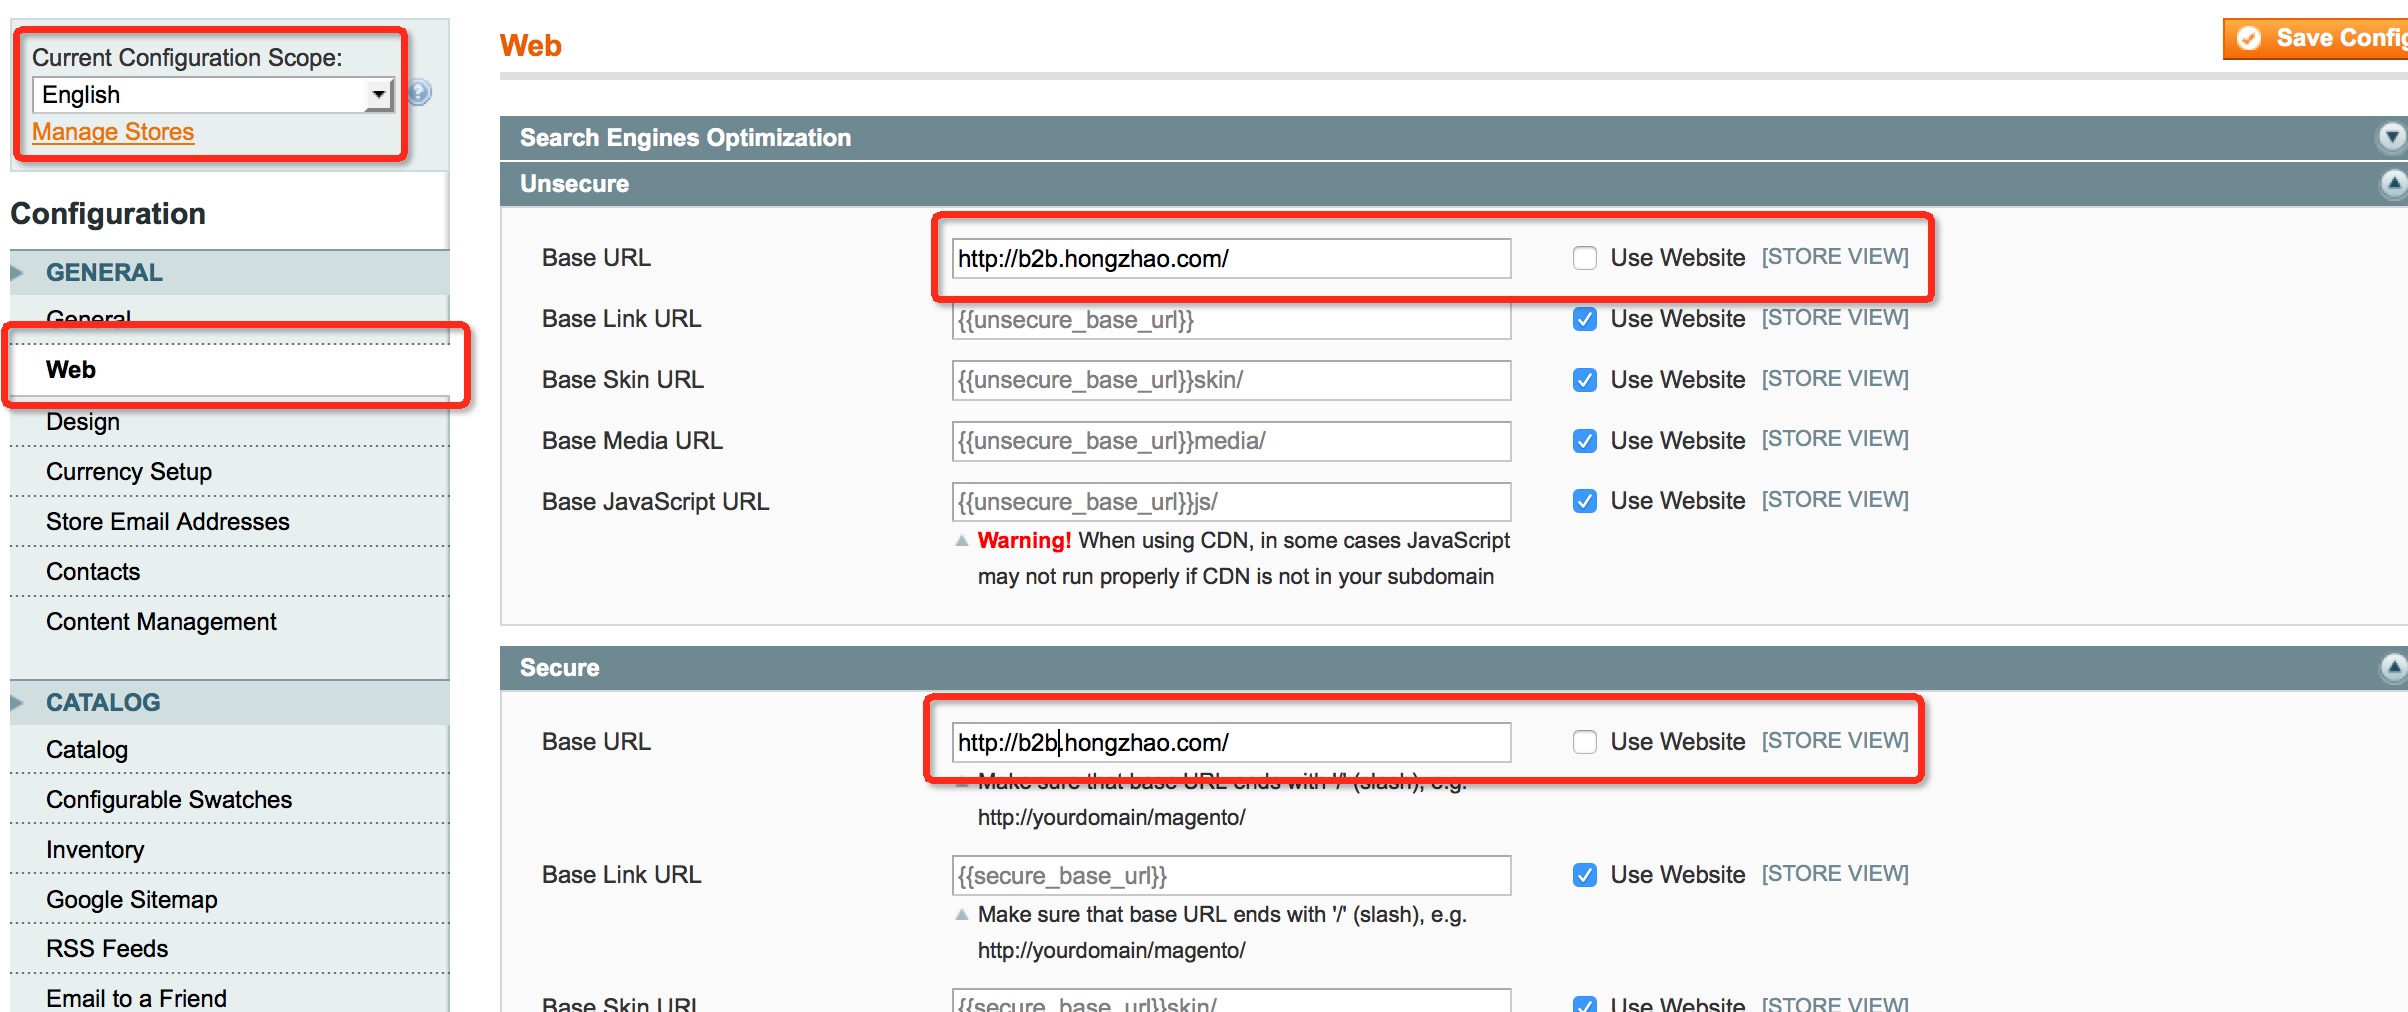 Current Configuration Scope:
English
Manage Stores
Configuration
GENERAL
General
Web
Design
Currency Setup
Store Email Addresses
Contacts
Content Management
CATALOG
Catalog
Configurable Swatches
Inventory
Google Sitemap
RSS Feeds
Email to a Friend
Web
Save Config
Search Engines Optimization
Unsecure
Base URL http://b2b.hongzhao.com/ Use Website [STORE VIEW]
Base Link URL {{unsecure_base_url}} Use Website [STORE VIEW]
Base Skin URL {{unsecure_base_url}}skin/ Use Website [STORE VIEW]
Base Media URL {{unsecure_base_url}}media/ Use Website [STORE VIEW]
Base JavaScript URL {{unsecure_base_url}}js/ Use Website [STORE VIEW]
Warning! When using CDN, in some cases JavaScript
may not run properly if CDN is not in your subdomain
Secure
Base URL http://b2b.hongzhao.com/ Use Website [STORE VIEW]
Make sure that base URL ends with '/' (slash), e.g.
http://yourdomain/magento/
Base Link URL {{secure_base_url}} Use Website [STORE VIEW]
Make sure that base URL ends with '/' (slash), e.g.
http://yourdomain/magento/
Base Skin URL {{secure_base_url}}skin/ Use Website [STORE VIEW]